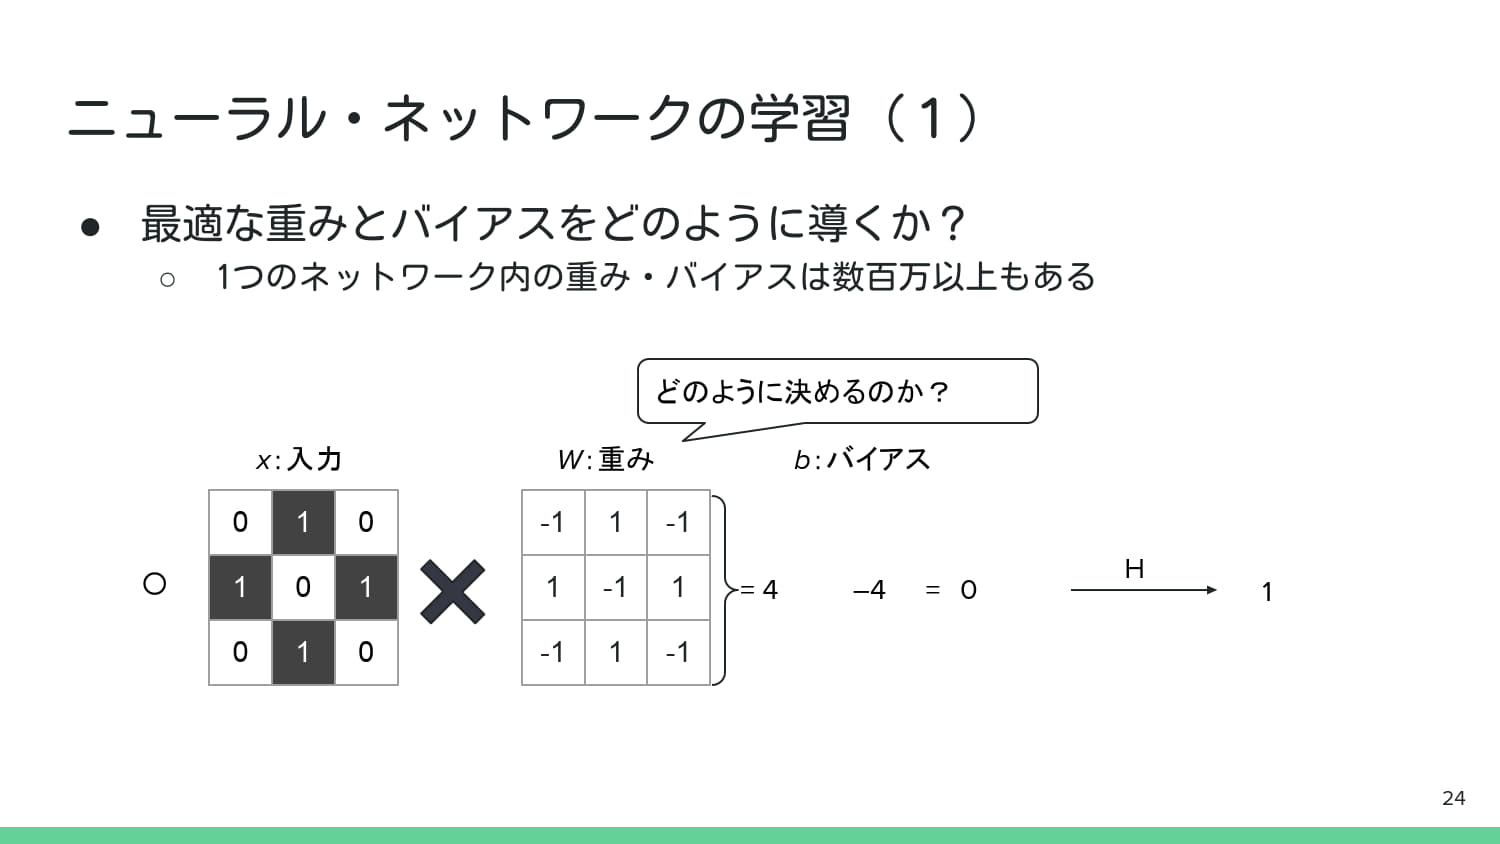 ニューラル・ネットワークの学習（１）
● 最適な重みとバイアスをどのように導くか？
○ 1つのネットワーク内の重み・バイアスは数百万以上もある
どのように決めるのか？
x：入力 W：重み b：バイアス
0 1 0 -1 1 -1
○ 1 0 1 ✖ 1 -1 1 = 4 −4 = 0 H 1
0 1 0 -1 1 -1
24